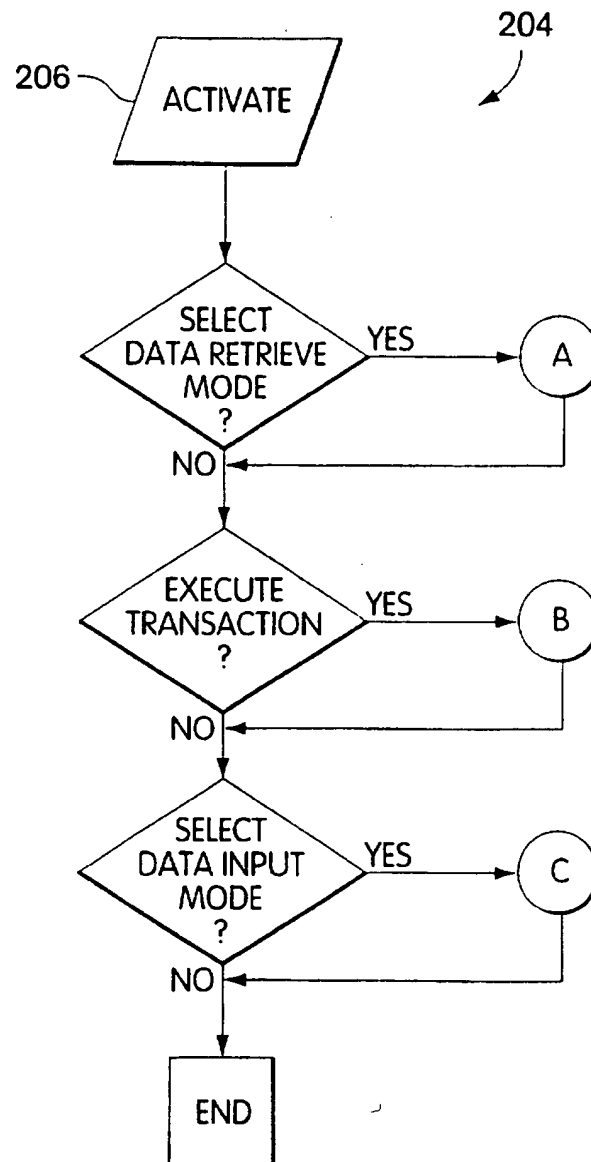 204
206
ACTIVATE
SELECT
DATA RETRIEVE
MODE
?
YES
A
NO
EXECUTE
TRANSACTION
?
YES
B
NO
SELECT
DATA INPUT
MODE
?
YES
C
NO
END